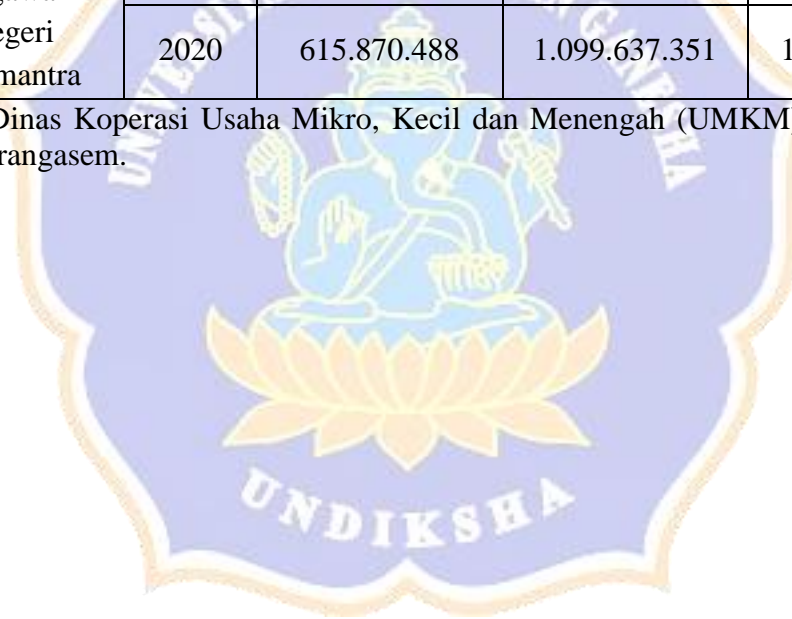 egeri
2020 615.870.488 1.099.637.351 1
mantra
Dinas Koperasi Usaha Mikro, Kecil dan Menengah (UMKM
rangasem.
UNDIKSHA